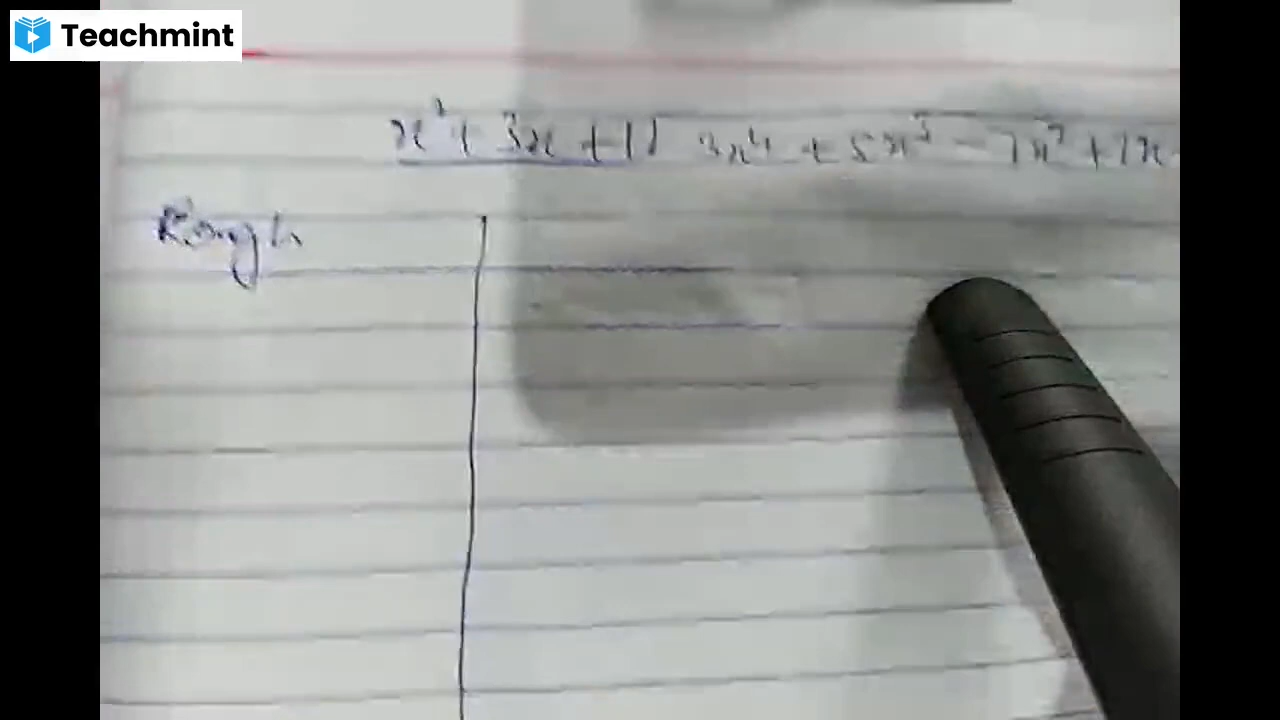 Teachmint
x² + 3x + 1) 3x⁴ + 5x³ - 7x² + 2x
Rough